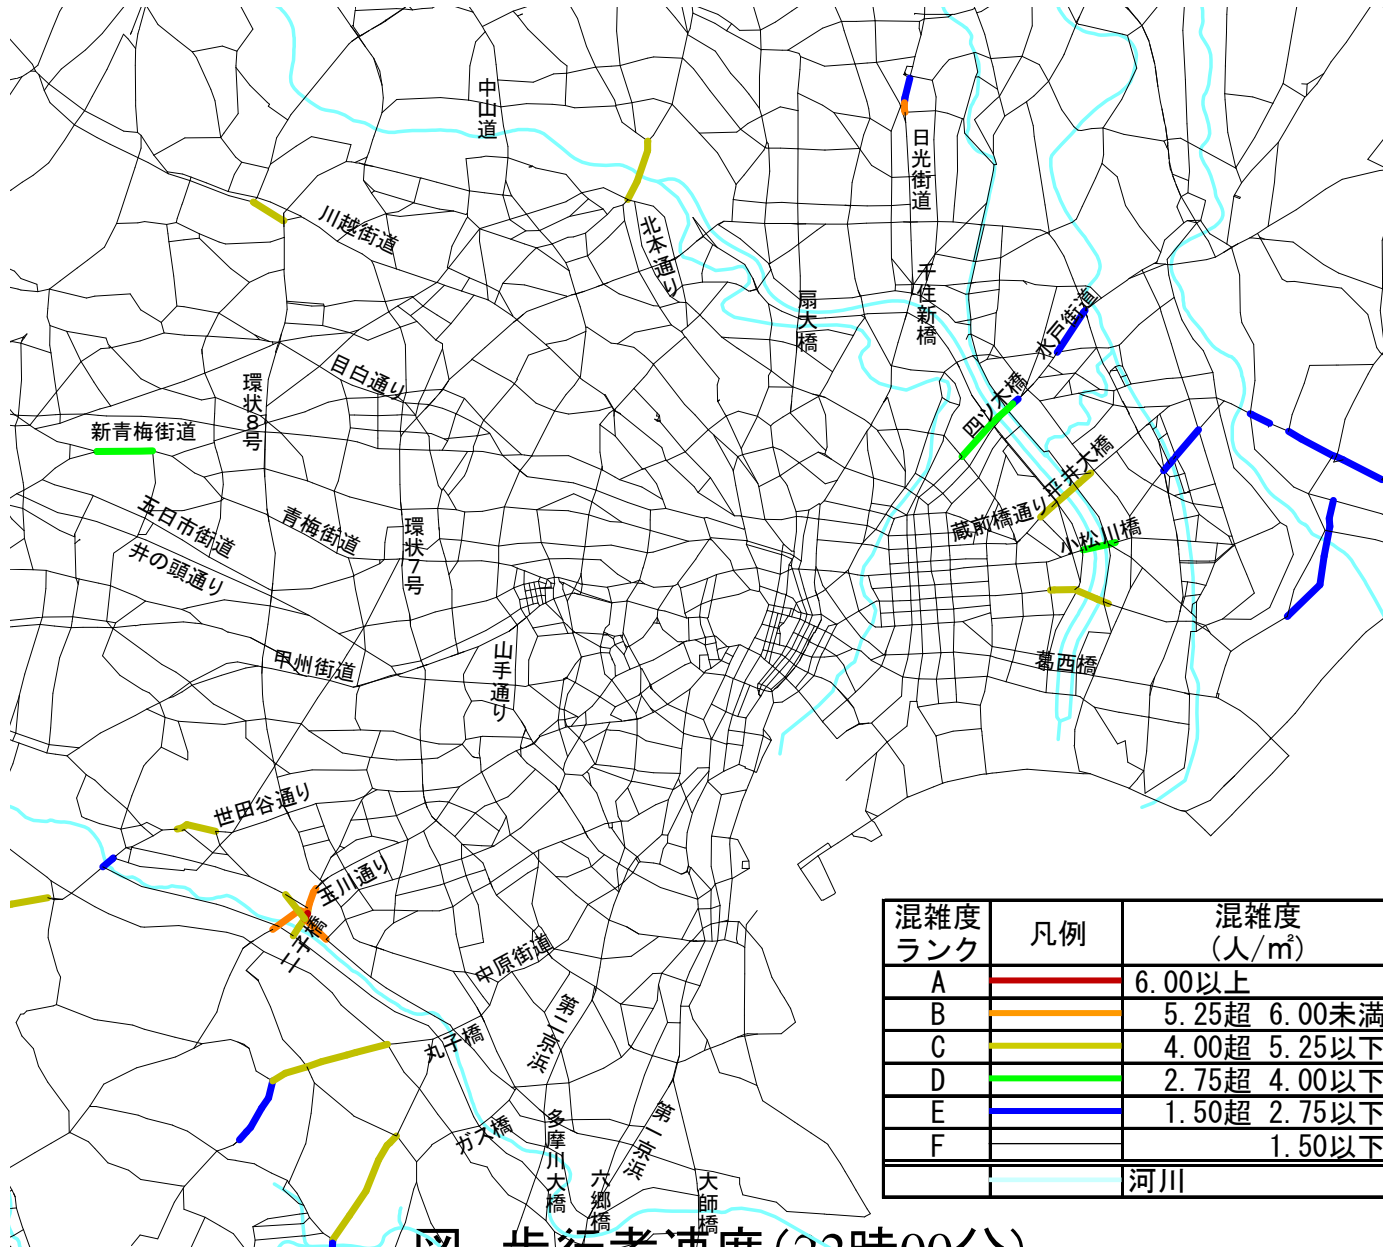 中山道
日光街道
川越街道
北本通り
千住新橋
扇大橋
水戸街道
目白通り
環状8号
四ツ木橋
新青梅街道
平井大橋
五日市街道
青梅街道
環状7号
蔵前橋通り
小松川橋
井の頭通り
甲州街道
山手通り
葛西橋
世田谷通り
玉川通り
二子橋
中原街道
第二京浜
丸子橋
ガス橋
多摩川大橋
第一京浜
六郷橋
大師橋
混雑度ランク 凡例 混雑度(人/㎡)
A 6.00以上
B 5.25超 6.00未満
C 4.00超 5.25以下
D 2.75超 4.00以下
E 1.50超 2.75以下
F 1.50以下
河川